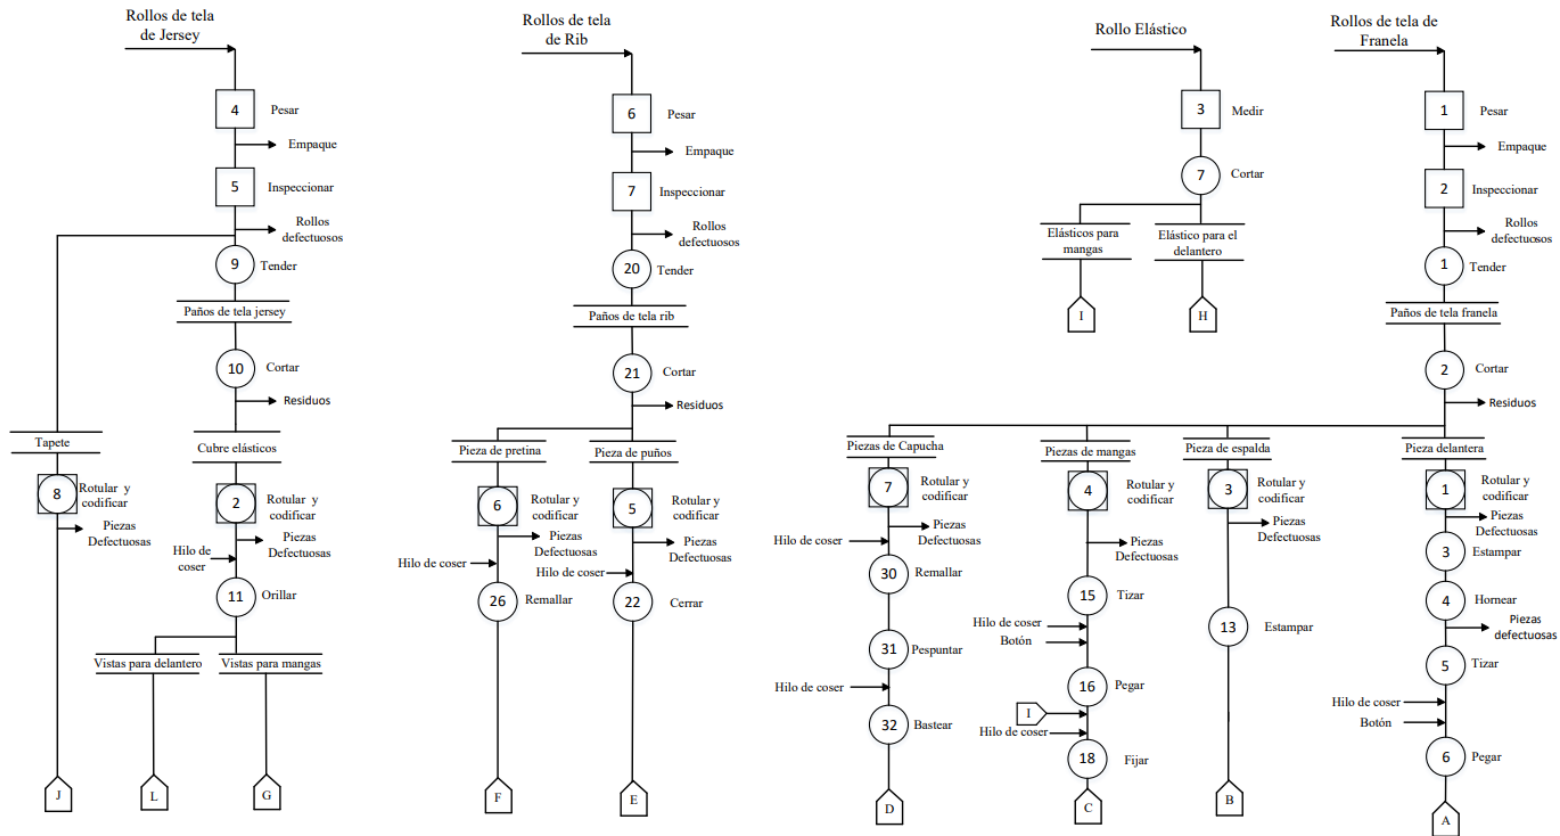 Rollos de tela
de Jersey
4
Pesar
Empaque
5
Inspeccionar
Rollos
defectuosos
9
Tender
Paños de tela jersey
10
Cortar
Residuos
Tapete
8
Rotular y
codificar
Piezas
Defectuosas
J
Cubre elásticos
2
Rotular y
codificar
Piezas
Defectuosas
Hilo de
coser
11
Orillar
Vistas para delantero
Vistas para mangas
L
G
Rollos de tela
de Rib
6
Pesar
Empaque
7
Inspeccionar
Rollos
defectuosos
20
Tender
Paños de tela rib
21
Cortar
Residuos
Pieza de pretina
6
Rotular y
codificar
Piezas
Defectuosas
Hilo de coser
26
Remallar
F
Pieza de puños
5
Rotular y
codificar
Piezas
Defectuosas
Hilo de coser
22
Cerrar
E
Rollo Elástico
3
Medir
7
Cortar
Elásticos para
mangas
I
Elástico para el
delantero
H
Rollos de tela de
Franela
1
Pesar
Empaque
2
Inspeccionar
Rollos
defectuosos
1
Tender
Paños de tela franela
2
Cortar
Residuos
Piezas de Capucha
7
Rotular y
codificar
Piezas
Defectuosas
Hilo de coser
30
Remallar
31
Pespuntar
Hilo de coser
32
Bastear
D
Piezas de mangas
4
Rotular y
codificar
Piezas
Defectuosas
15
Tizar
Hilo de coser
Botón
16
Pegar
I
Hilo de coser
18
Fijar
C
Pieza de espalda
3
Rotular y
codificar
Piezas
Defectuosas
13
Estampar
B
Pieza delantera
1
Rotular y
codificar
Piezas
Defectuosas
3
Estampar
4
Hornear
Piezas
defectuosas
5
Tizar
Hilo de coser
Botón
6
Pegar
A